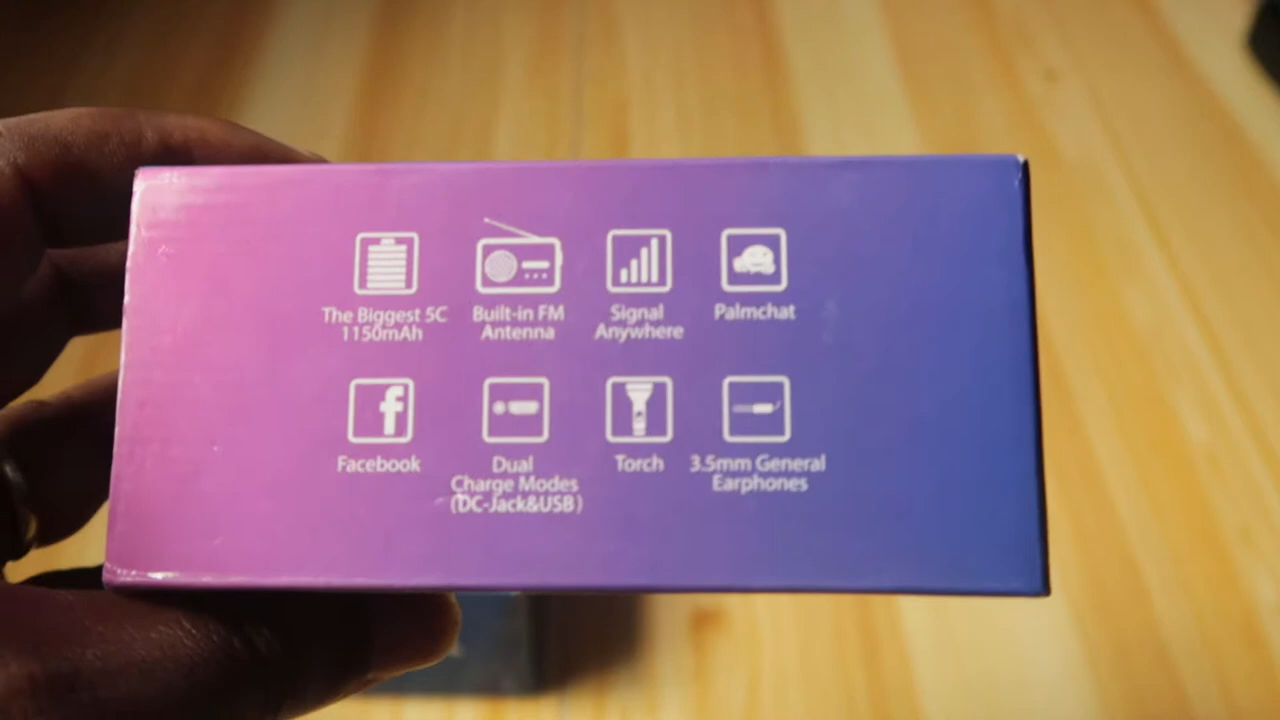 The Biggest 5C
1150mAh
Built-in FM
Antenna
Signal
Anywhere
Palmchat
Facebook
Dual
Charge Modes
(DC-Jack&USB)
Torch
3.5mm General
Earphones